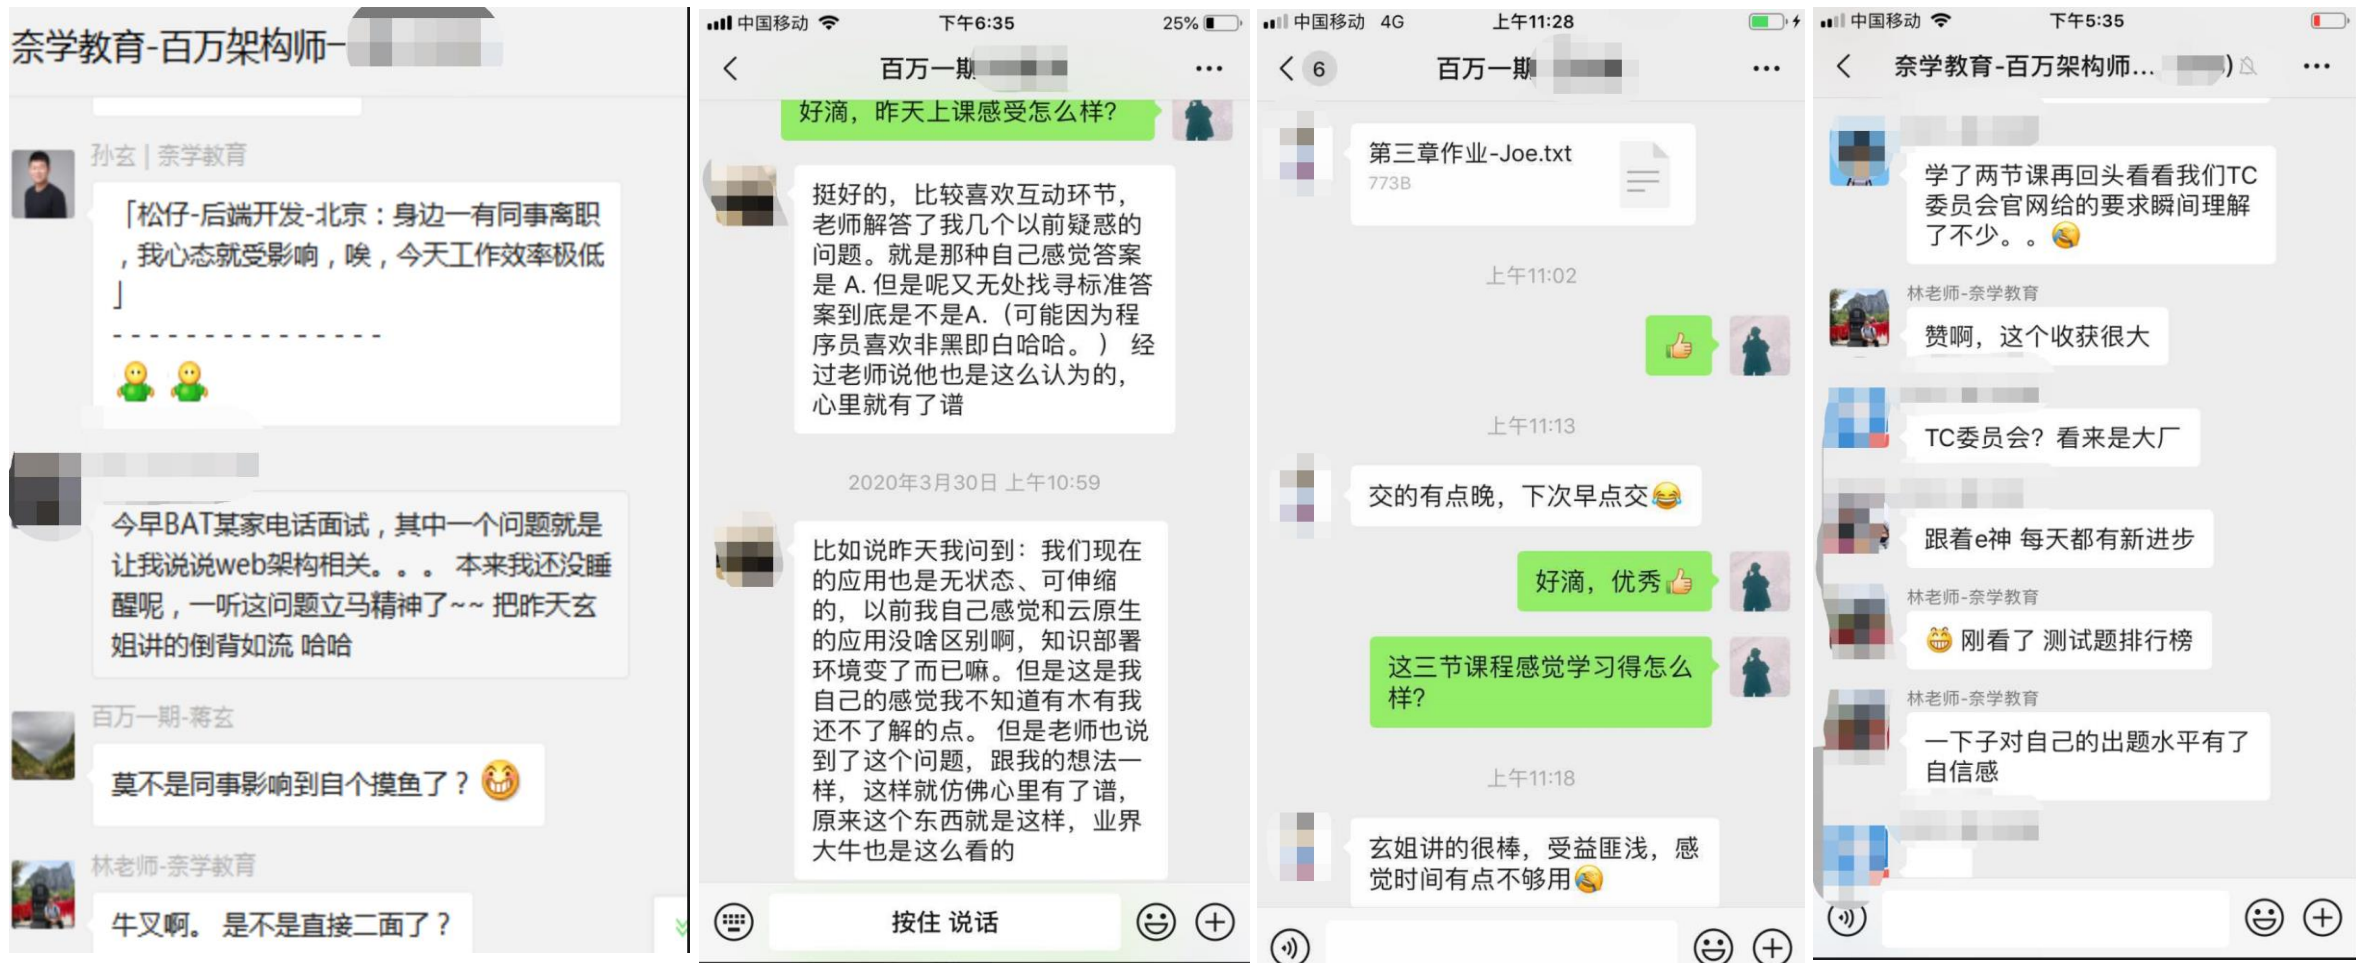 奈学教育-百万架构师一
孙玄 | 奈学教育
「松仔-后端开发-北京：身边一有同事离职
，我心态就受影响，唉，今天工作效率极低
」
- - - - - - - - - - - - - - -
今早BAT某家电话面试，其中一个问题就是
让我说说web架构相关。。。 本来我还没睡
醒呢，一听这问题立马精神了~~ 把昨天玄
姐讲的倒背如流 哈哈
百万一期-蒋玄
莫不是同事影响到自个摸鱼了？
林老师-奈学教育
牛叉啊。 是不是直接二面了？
中国移动
下午6:35
25%
百万一期
好滴，昨天上课感受怎么样？
挺好的，比较喜欢互动环节，
老师解答了我几个以前疑惑的
问题。就是那种自己感觉答案
是 A. 但是呢又无处找寻标准答
案到底是不是A.（可能因为程
序员喜欢非黑即白哈哈。） 经
过老师说他也是这么认为的，
心里就有了谱
2020年3月30日 上午10:59
比如说昨天我问到：我们现在
的应用也是无状态、可伸缩
的，以前我自己感觉和云原生
的应用没啥区别啊，知识部署
环境变了而已嘛。但是这是我
自己的感觉我不知道有木有我
还不了解的点。 但是老师也说
到了这个问题，跟我的想法一
样，这样就仿佛心里有了谱，
原来这个东西就是这样，业界
大牛也是这么看的
按住 说话
中国移动 4G
上午11:28
6
百万一期
第三章作业-Joe.txt
773B
上午11:02
上午11:13
交的有点晚，下次早点交
好滴，优秀
这三节课程感觉学习得怎么
样？
上午11:18
玄姐讲的很棒，受益匪浅，感
觉时间有点不够用
中国移动
下午5:35
奈学教育-百万架构师... )
学了两节课再回头看看我们TC
委员会官网给的要求瞬间理解
了不少。。
林老师-奈学教育
赞啊，这个收获很大
TC委员会？看来是大厂
跟着e神 每天都有新进步
林老师-奈学教育
刚看了 测试题排行榜
林老师-奈学教育
一下子对自己的出题水平有了
自信感